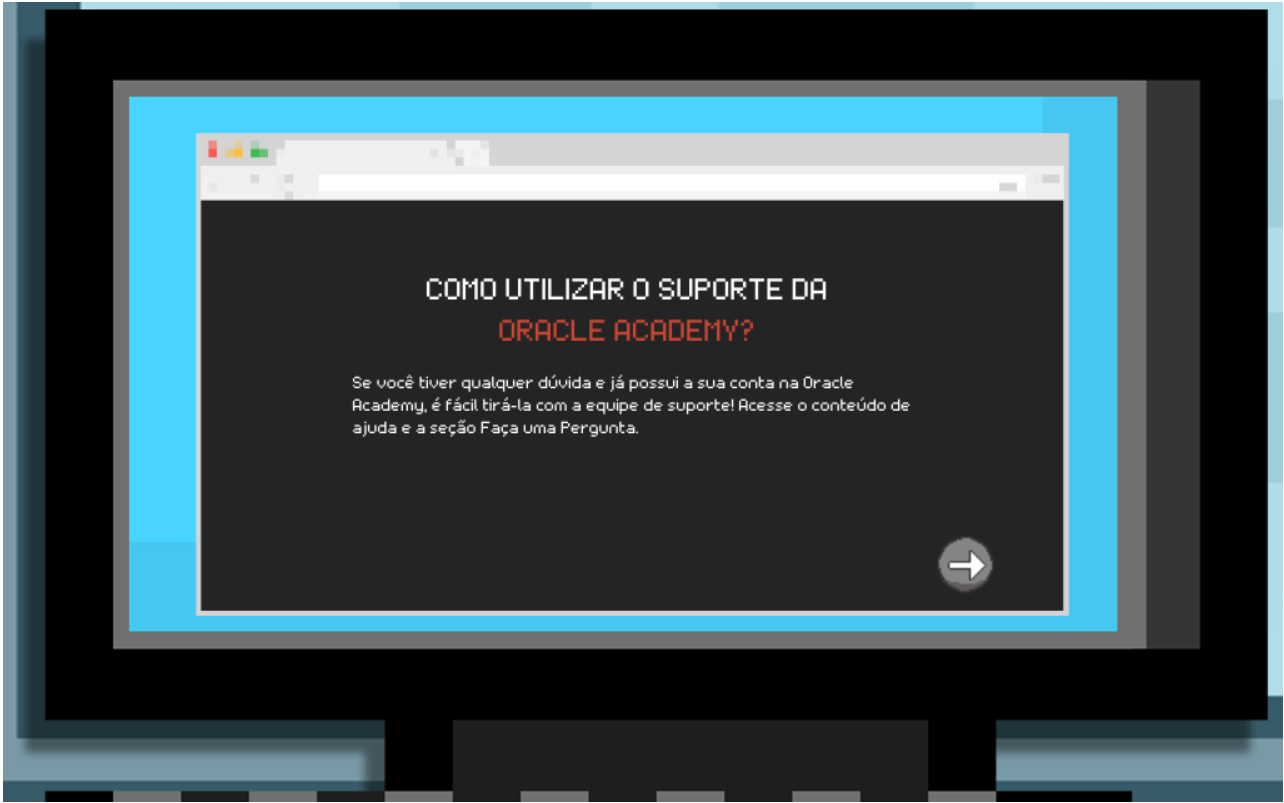 COMO UTILIZAR O SUPORTE DA
ORACLE ACADEMY?
Se você tiver qualquer dúvida e já possui a sua conta na Oracle
Academy, é fácil tirá-la com a equipe de suporte! Acesse o conteúdo de
ajuda e a seção Faça uma Pergunta.